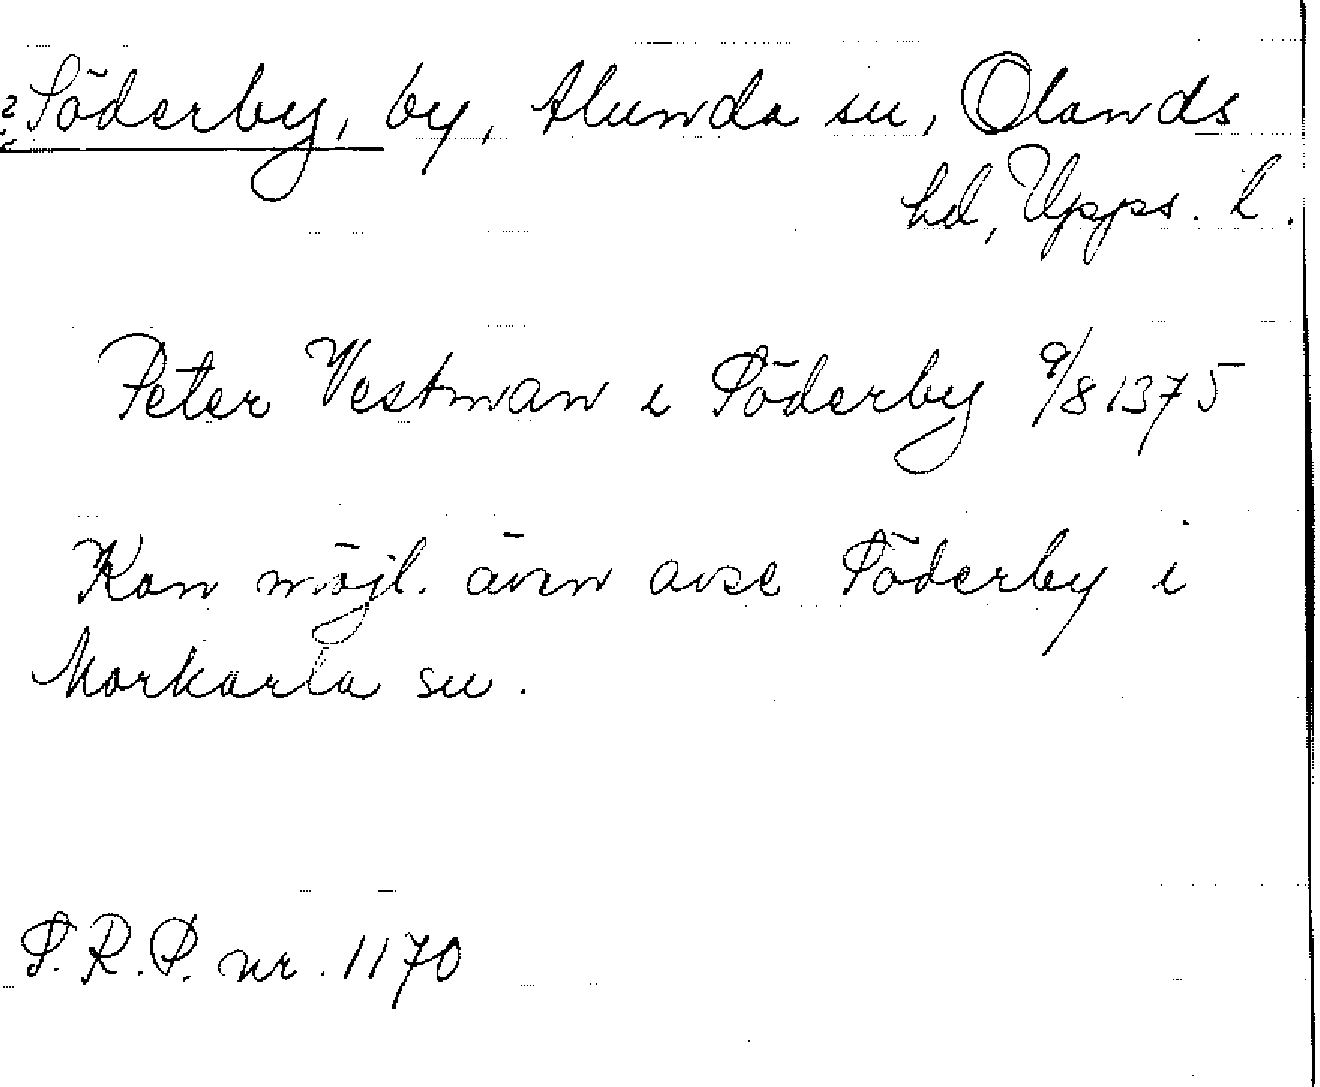 Söderby, by, Alunda sn, Olands
hd, Upps. l.
Peter Vestman i Söderby 9/8 1375
Kan möjl. även avse Söderby i
Morkarla sn.
S.R.P. nr. 1170